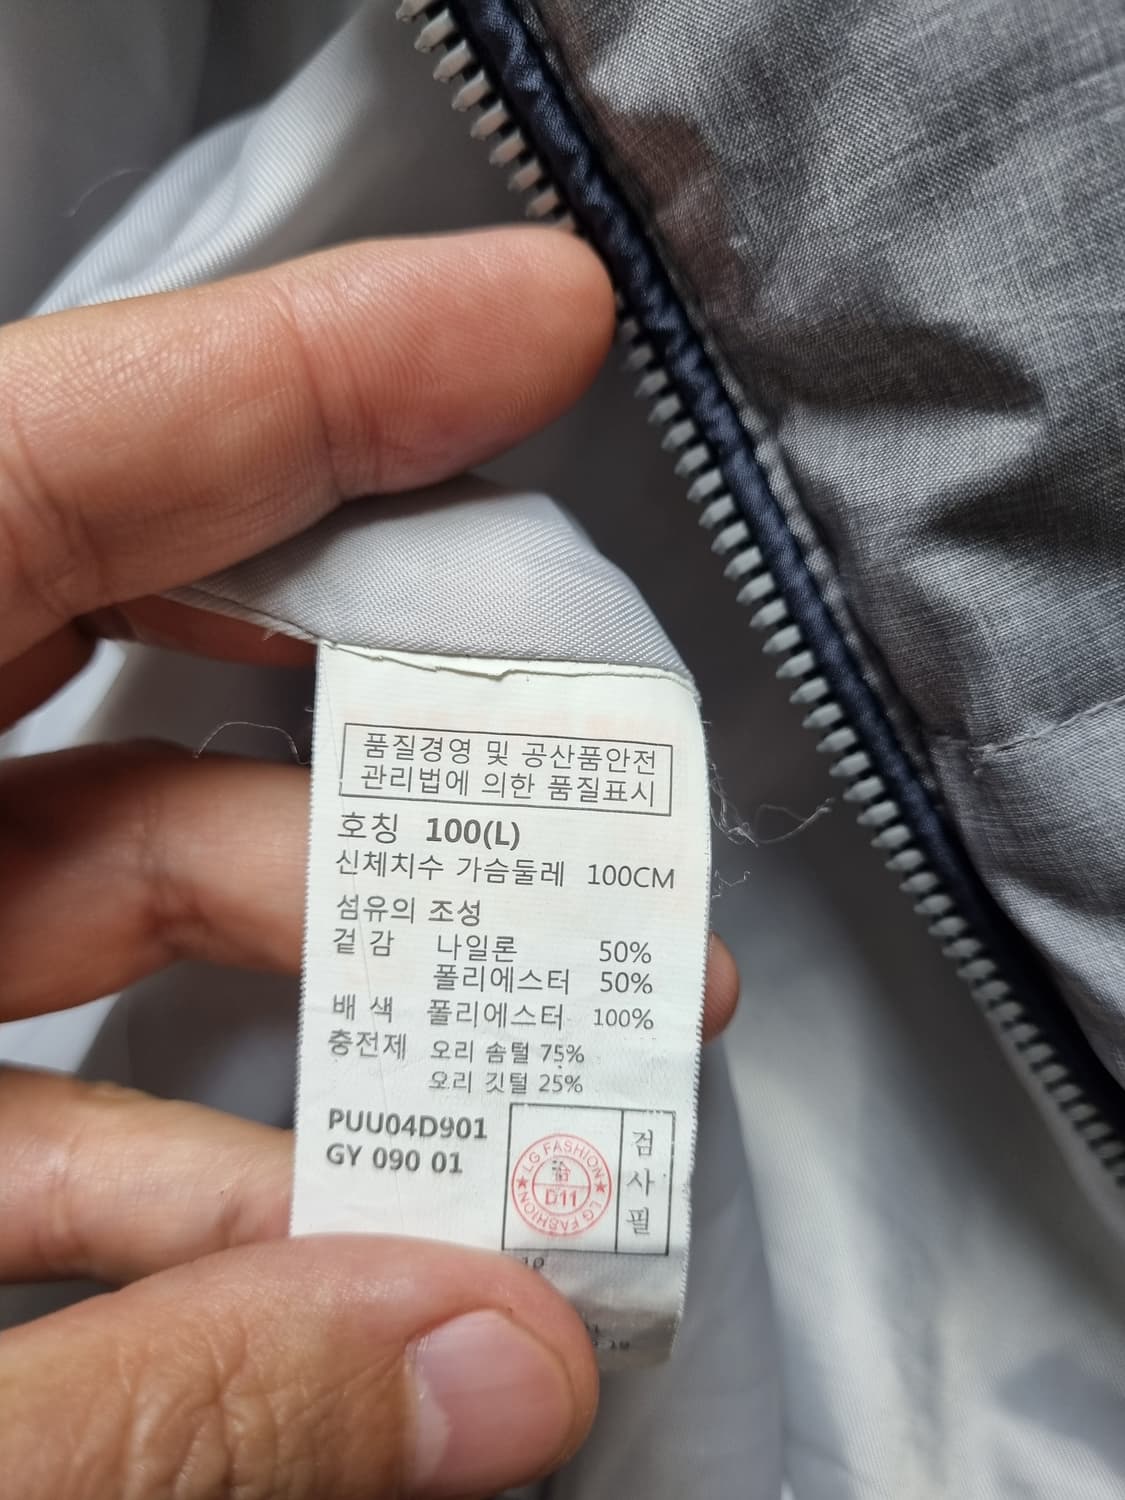 품질경영 및 공산품안전
관리법에 의한 품질표시
호칭 100(L)
신체치수 가슴둘레 100CM
섬유의 조성
겉 감 나일론 50%
폴리에스터 50%
배 색 폴리에스터 100%
충전제 오리 솜털 75%
오리 깃털 25%
PUU04D901
GY 090 01
LG FASHION
D11
LG FASHION
검
사
필